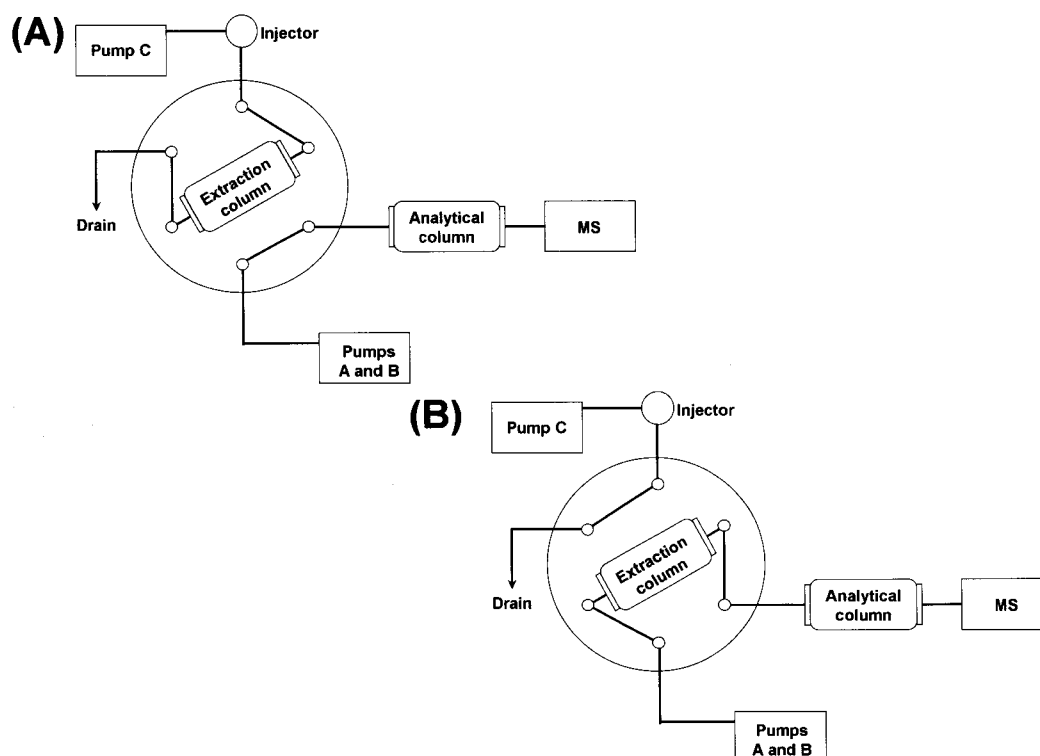 (A)
Pump C
Injector
Extraction
column
Drain
Analytical
column
MS
Pumps
A and B
(B)
Pump C
Injector
Extraction
column
Drain
Analytical
column
MS
Pumps
A and B